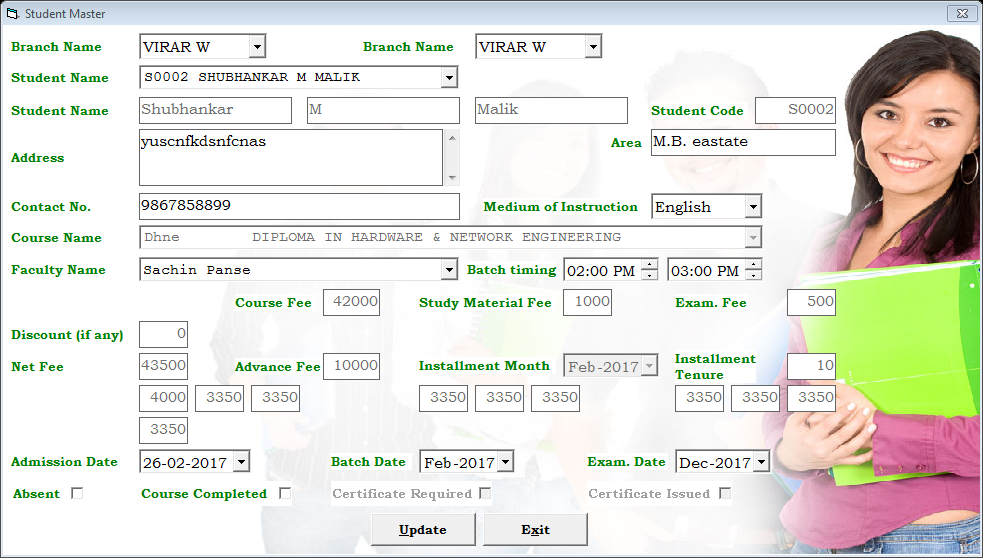 Student Master
Branch Name VIRAR W Branch Name VIRAR W
Student Name S0002 SHUBHANKAR M MALIK
Student Name Shubhankar M Malik Student Code S0002
Address yuscnfkdsnfcnas Area M.B. eastate
Contact No. 9867858899 Medium of Instruction English
Course Name Dhne DIPLOMA IN HARDWARE & NETWORK ENGINEERING
Faculty Name Sachin Panse Batch timing 02:00 PM 03:00 PM
Course Fee 42000 Study Material Fee 1000 Exam. Fee 500
Discount (if any) 0
Net Fee 43500 Advance Fee 10000 Installment Month Feb-2017 Installment Tenure 10
4000 3350 3350 3350 3350 3350 3350 3350 3350
3350
Admission Date 26-02-2017 Batch Date Feb-2017 Exam. Date Dec-2017
Absent Course Completed Certificate Required Certificate Issued
Update Exit